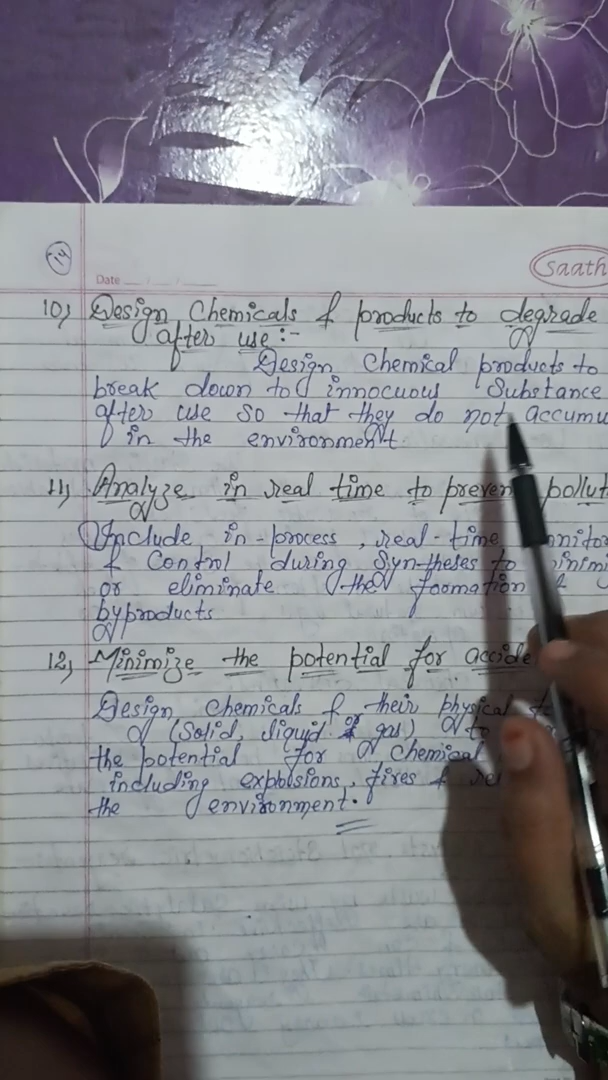 14
Date
saath
10) Design Chemicals & products to degrade
after use:-
Design Chemical products to
break down to innocuous Substance
after use so that they do not accumu
in the environment.
11) Analyze in real time to preven pollut
Include in-process, real-time
& Control during Syn-theses to
or eliminate the formation
byproducts
12) Minimize the potential for accide
Design chemicals & their physical
(Solid, liquid & gas) to
the potential for chemical
including explosions, fires &
the environment.